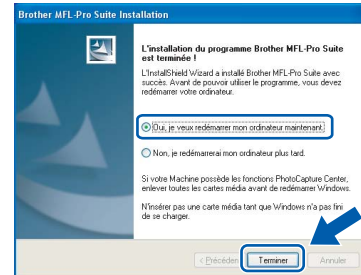 Brother MFL-Pro Suite Installation
L'installation du programme Brother MFL-Pro Suite
est terminée !
L'InstallShield Wizard a installé Brother MFL-Pro Suite avec
succès. Avant de pouvoir utiliser le programme, vous devez
redémarrer votre ordinateur.
Oui, je veux redémarrer mon ordinateur maintenant.
Non, je redémarrerai mon ordinateur plus tard.
Si votre Machine possède les fonctions PhotoCapture Center,
enlever toutes les cartes média avant de redémarrer Windows.
N'insérer pas une carte média tant que Windows n'a pas fini
de se charger.
< Précéden
Terminer
Annuler